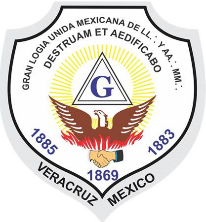 GRAN LOGIA UNIDA MEXICANA DE LL.·. Y AA.·. MM.·.
DESTRUAM ET AEDIFICABO
G
1885
1869
1883
VERACRUZ MEXICO